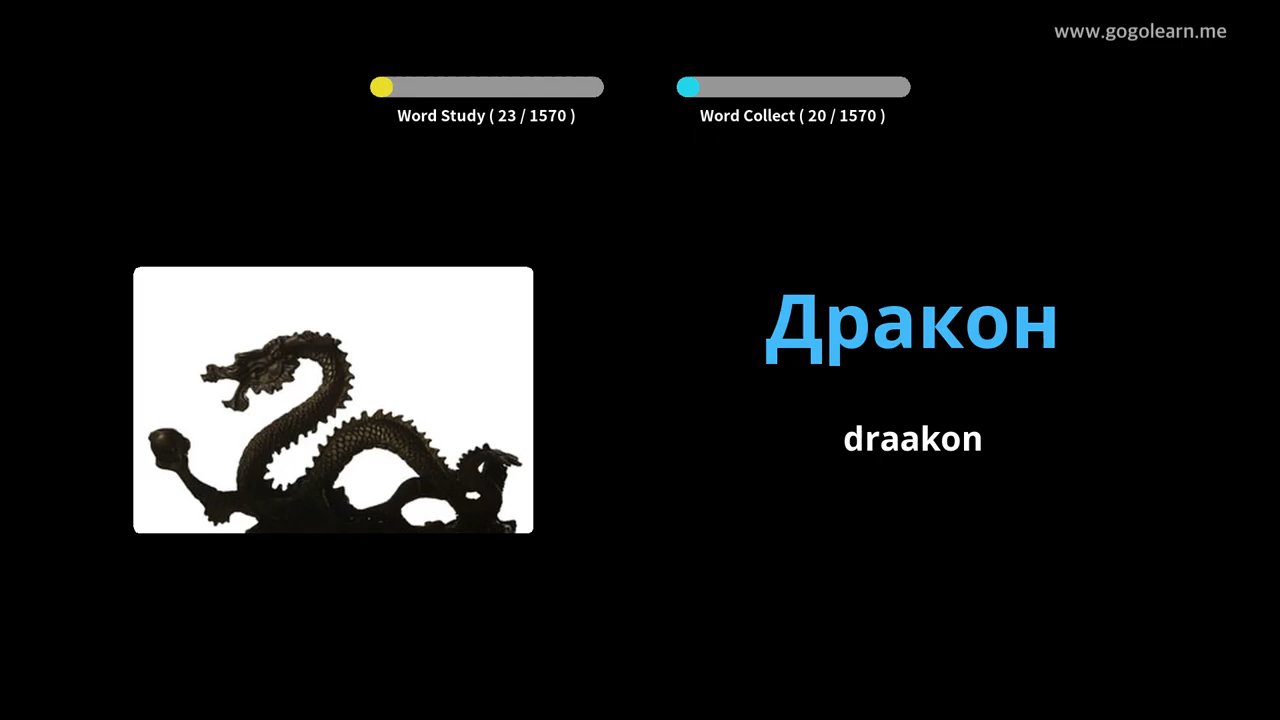 www.gogolearn.me
Word Study ( 23 / 1570 )
Word Collect ( 20 / 1570 )
Дракон
draakon